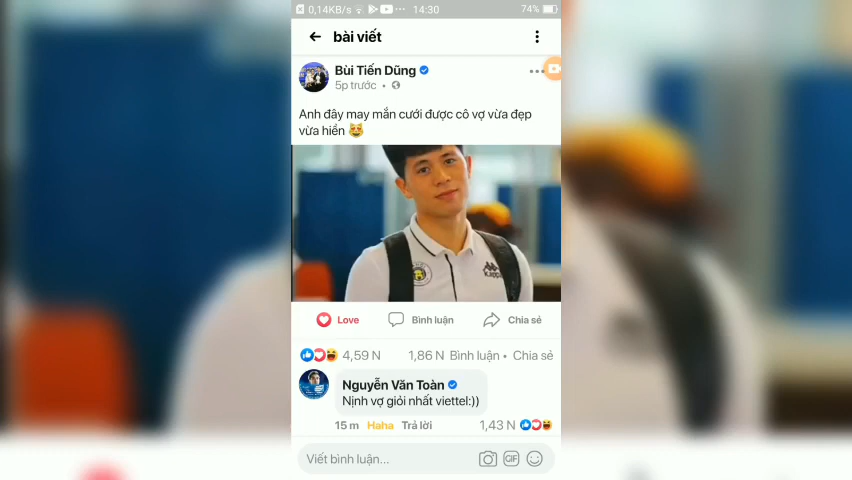 0,14KB/s ··· 14:30 74%
bài viết
Bùi Tiến Dũng
5p trước •
Anh đây may mắn cưới được cô vợ vừa đẹp
vừa hiền 😻
Kappa
Love Bình luận Chia sẻ
4,59 N 1,86 N Bình luận • Chia sẻ
Nguyễn Văn Toàn
Nịnh vợ giỏi nhất viettel:))
15 m Haha Trả lời 1,43 N
Viết bình luận... GIF